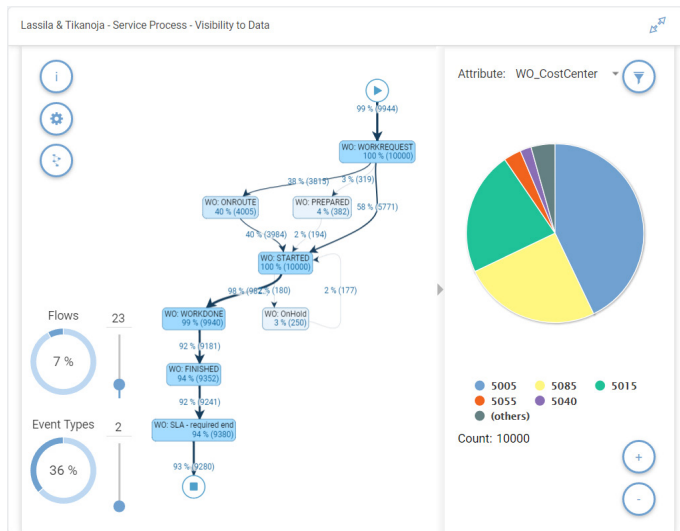 Lassila & Tikanoja - Service Process - Visibility to Data
i
Attribute: WO_CostCenter
99 % (9944)
WO: WORKREQUEST
100 % (10000)
38 % (3815)
3 % (319)
58 % (5771)
WO: ONROUTE
40 % (4005)
WO: PREPARED
4 % (382)
40 % (3984)
2 % (194)
WO: STARTED
100 % (10000)
98 %
(180)
2 % (177)
WO: WORKDONE
99 % (9940)
WO: OnHold
3 % (250)
92 % (9181)
WO: FINISHED
94 % (9352)
92 % (9241)
WO: SLA - required end
94 % (9380)
93 % (9280)
Flows
23
7 %
Event Types
2
36 %
5005 5085 5015
5055 5040
(others)
Count: 10000
+
-